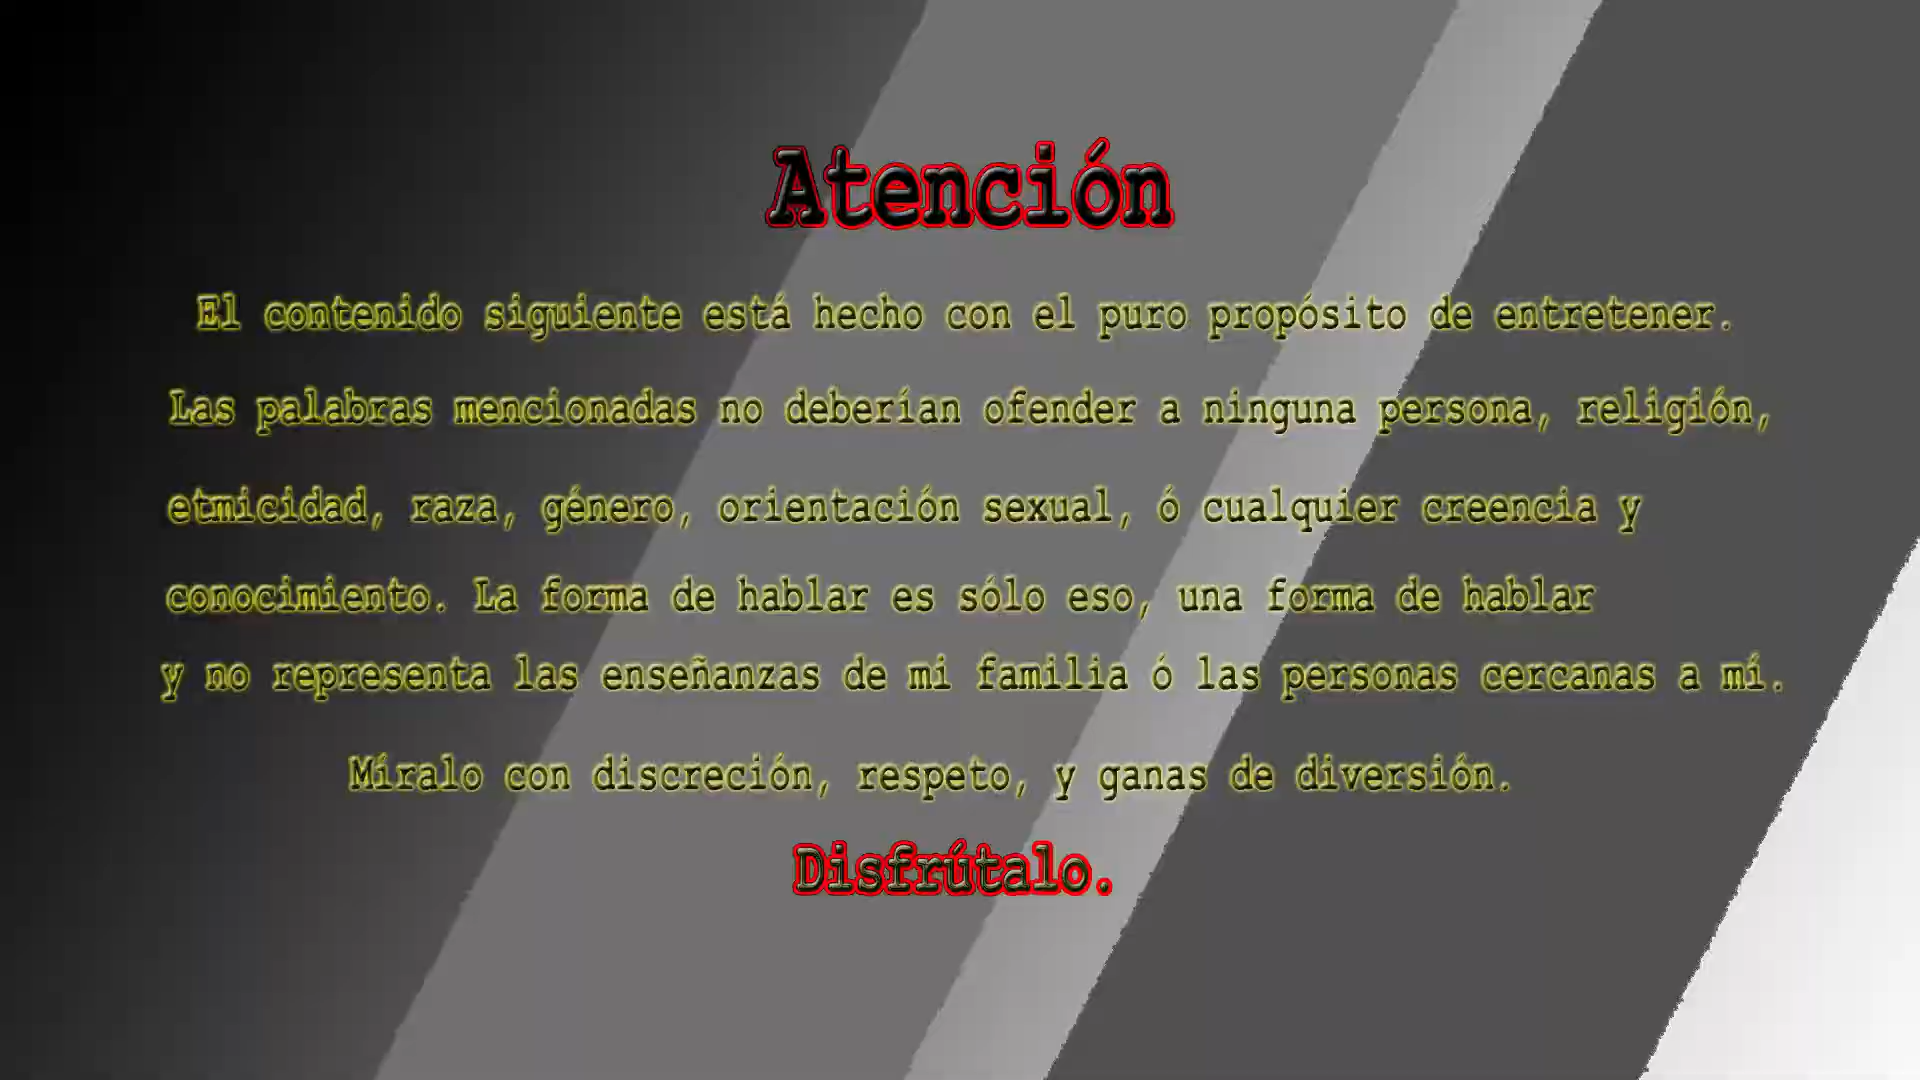 Atención
El contenido siguiente está hecho con el puro propósito de entretener.
Las palabras mencionadas no deberían ofender a ninguna persona, religión,
etmicidad, raza, género, orientación sexual, ó cualquier creencia y
conocimiento. La forma de hablar es sólo eso, una forma de hablar
y no representa las enseñanzas de mi familia ó las personas cercanas a mí.
Míralo con discreción, respeto, y ganas de diversión.
Disfrútalo.